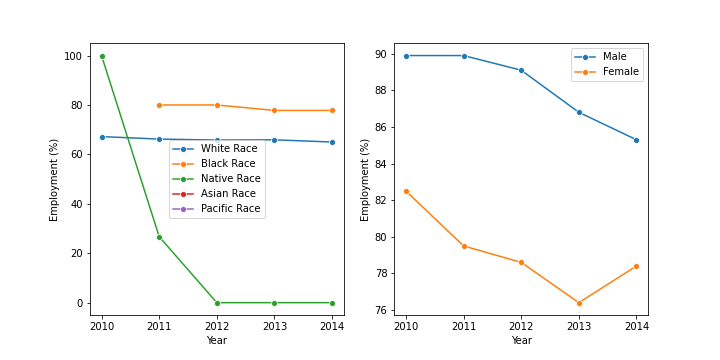 100
80
60
40
20
0
Employment (%)
2010 2011 2012 2013 2014
Year
White Race
Black Race
Native Race
Asian Race
Pacific Race
90
88
86
84
82
80
78
76
Employment (%)
2010 2011 2012 2013 2014
Year
Male
Female